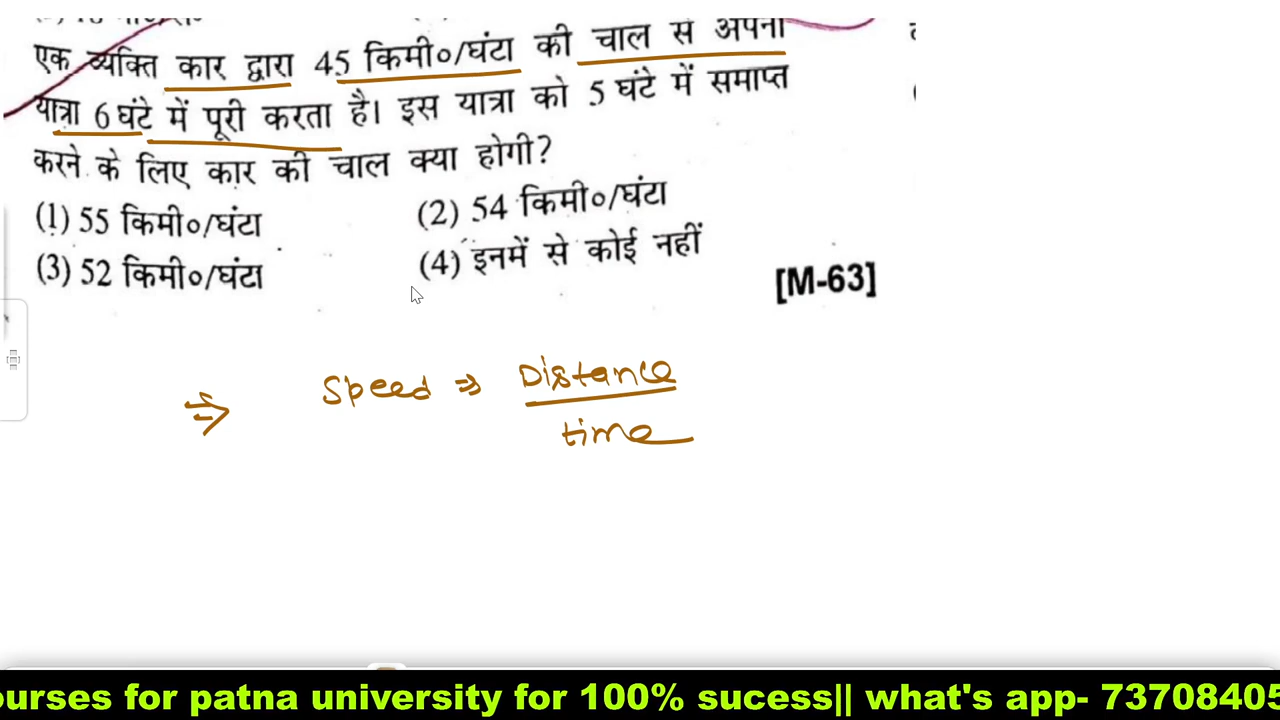 एक व्यक्ति कार द्वारा 45 किमी०/घंटा की चाल से अपनी
यात्रा 6 घंटे में पूरी करता है। इस यात्रा को 5 घंटे में समाप्त
करने के लिए कार की चाल क्या होगी?
(1) 55 किमी०/घंटा (2) 54 किमी०/घंटा
(3) 52 किमी०/घंटा (4) इनमें से कोई नहीं
[M-63]
⇒ Speed ⇒ Distance
time
ourses for patna university for 100% sucess|| what's app- 73708405